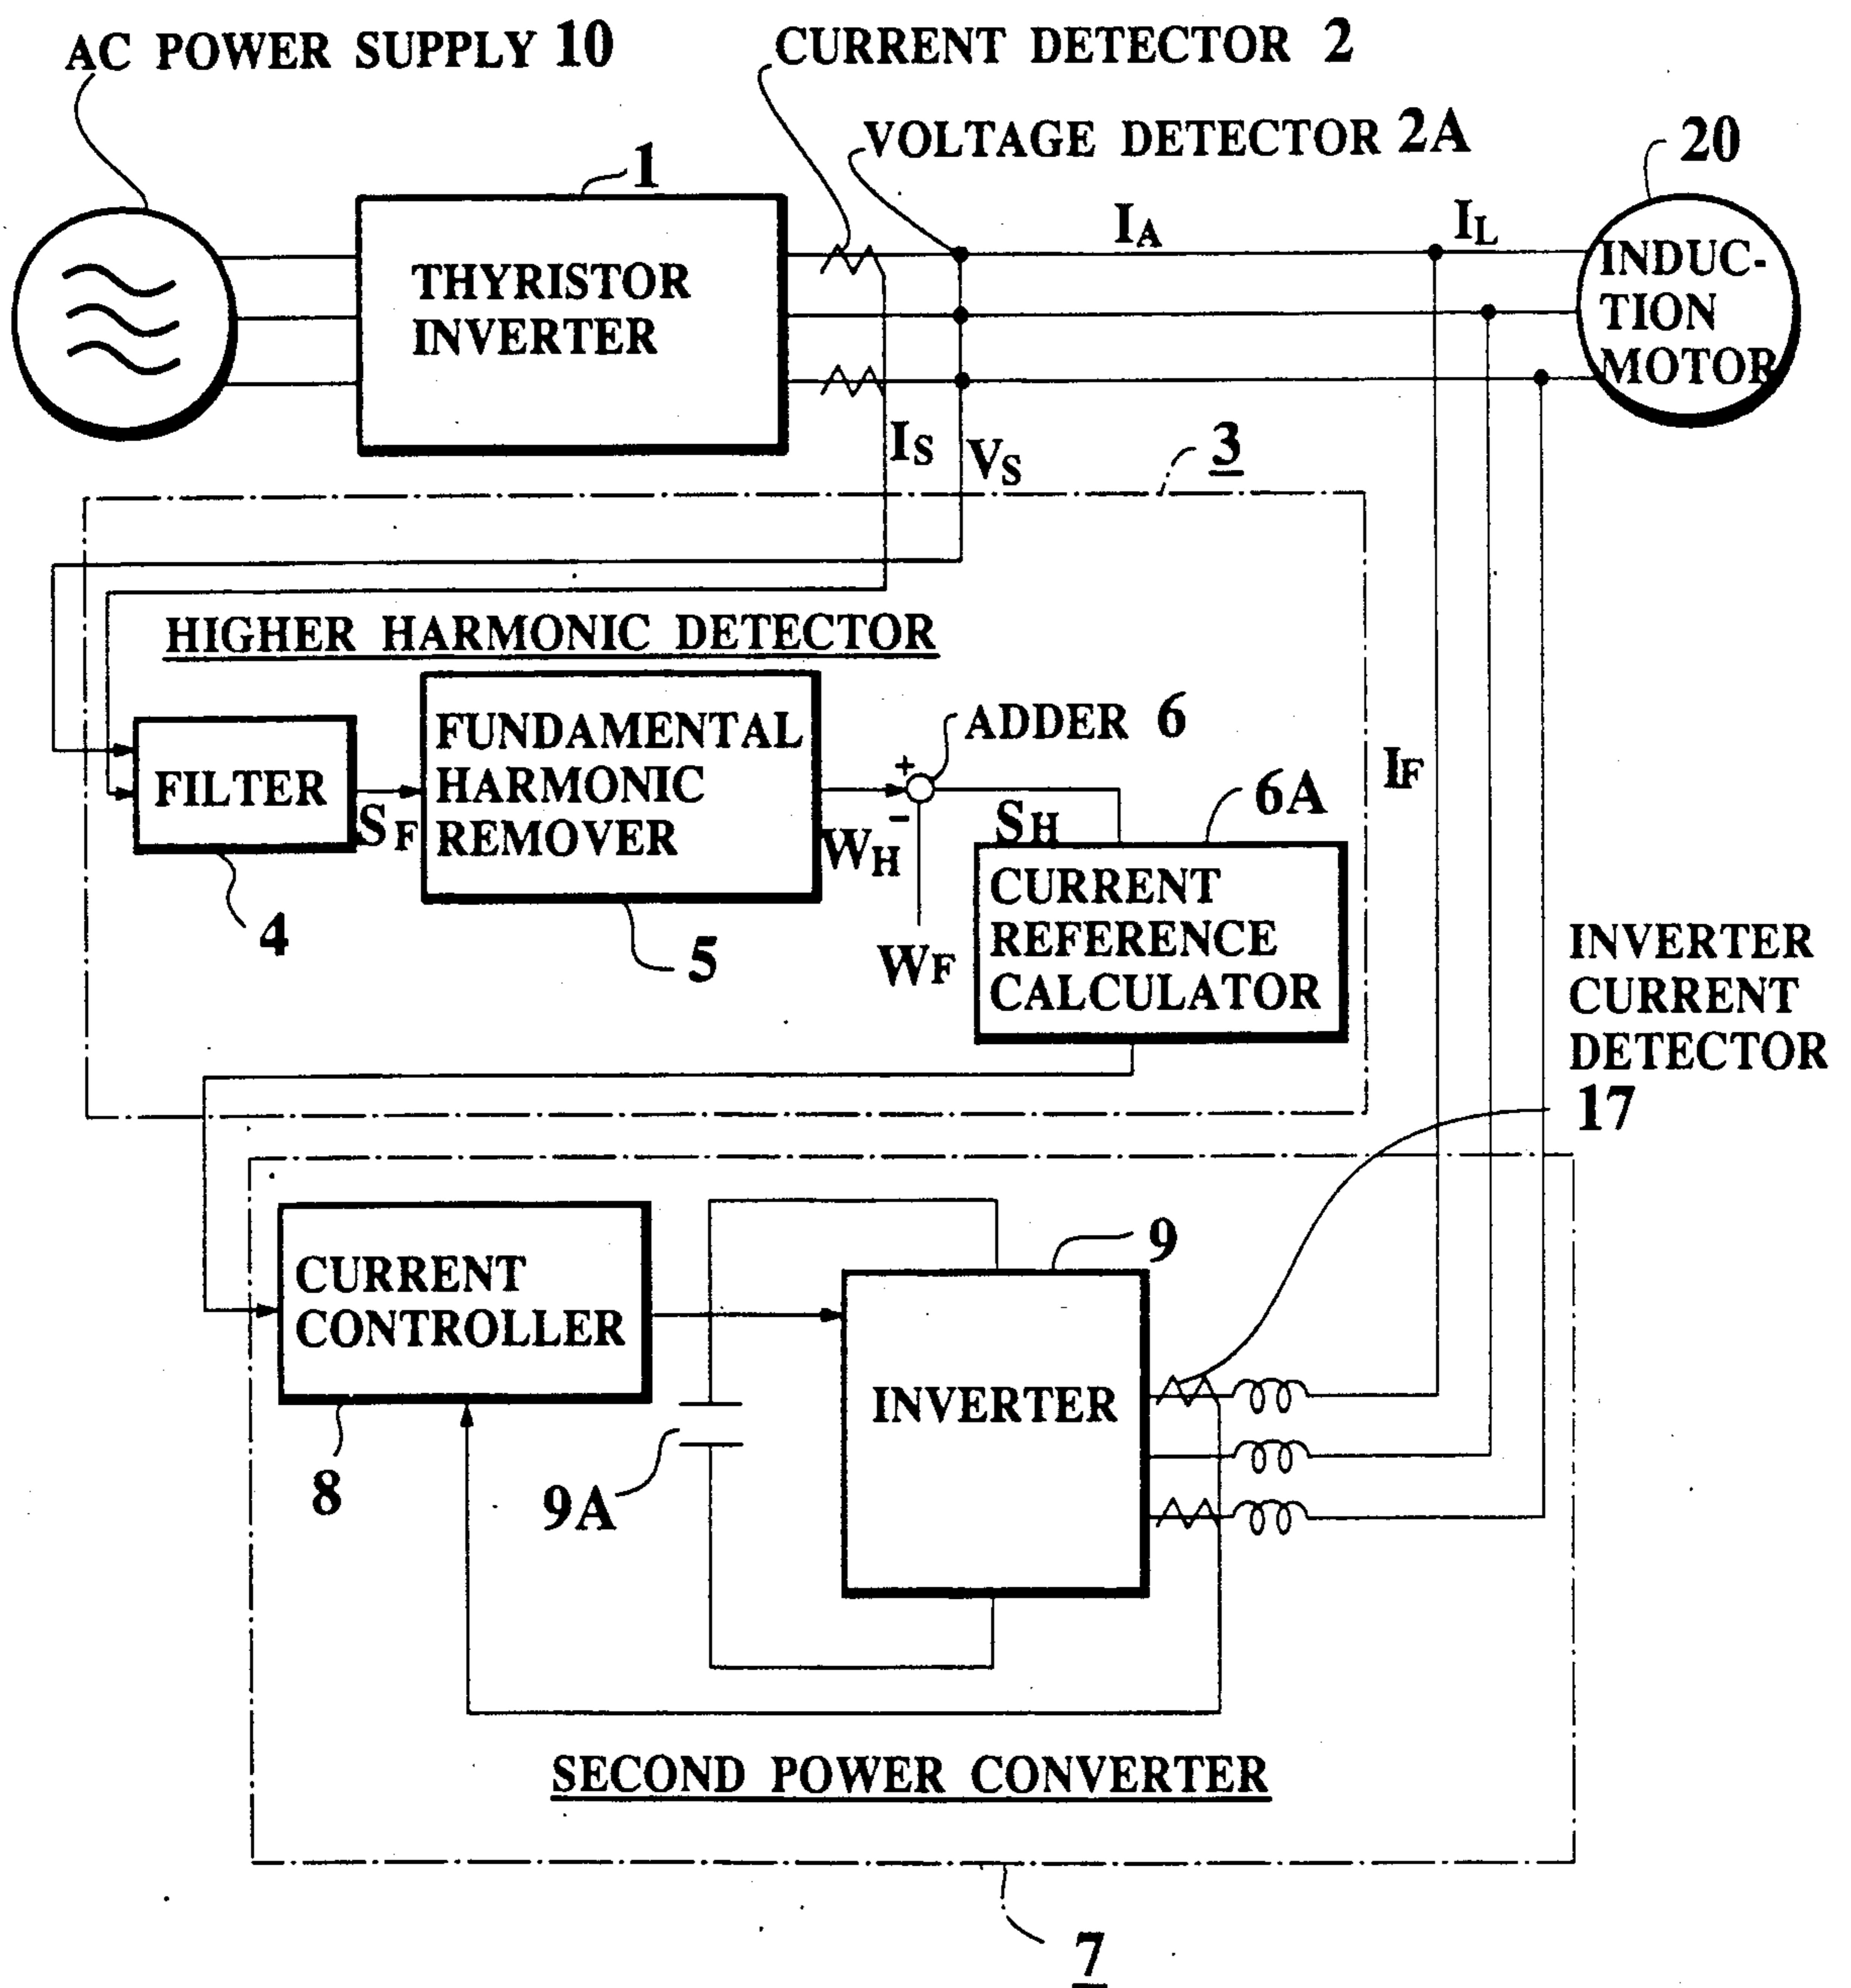 AC POWER SUPPLY 10
CURRENT DETECTOR 2
VOLTAGE DETECTOR 2A
20
1
THYRISTOR
INVERTER
IA
IL
INDUC-
TION
MOTOR
IS
VS
3
HIGHER HARMONIC DETECTOR
FILTER
SF
4
FUNDAMENTAL
HARMONIC
REMOVER
5
WH
+
-
ADDER 6
WF
SH
6A
CURRENT
REFERENCE
CALCULATOR
IF
INVERTER
CURRENT
DETECTOR
17
CURRENT
CONTROLLER
8
9A
9
INVERTER
SECOND POWER CONVERTER
7